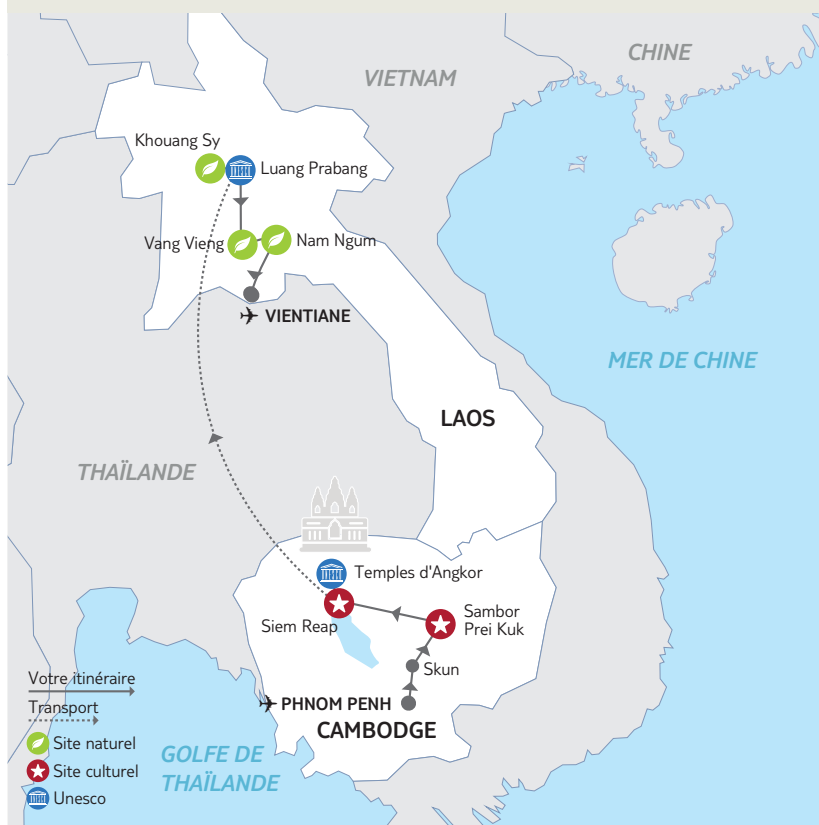 CHINE
VIETNAM
Khouang Sy
Luang Prabang
Vang Vieng
Nam Ngum
VIENTIANE
MER DE CHINE
LAOS
THAÏLANDE
Temples d'Angkor
Siem Reap
Sambor
Prei Kuk
Skun
PHNOM PENH
CAMBODGE
GOLFE DE
THAÏLANDE
Votre itinéraire
Transport
Site naturel
Site culturel
Unesco